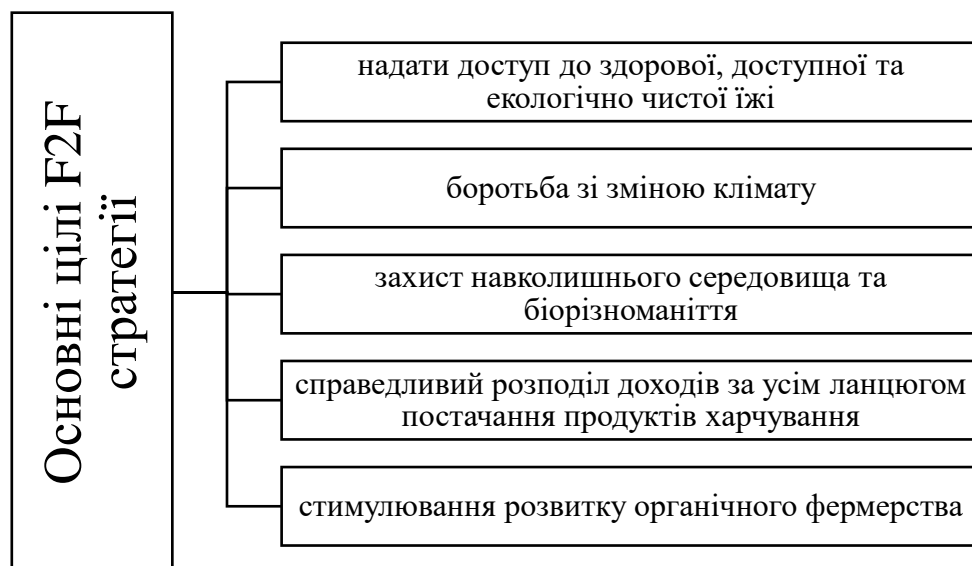 Основні цілі F2F
стратегії
надати доступ до здорової, доступної та
екологічно чистої їжі
боротьба зі зміною клімату
захист навколишнього середовища та
біорізноманіття
справедливий розподіл доходів за усім ланцюгом
постачання продуктів харчування
стимулювання розвитку органічного фермерства